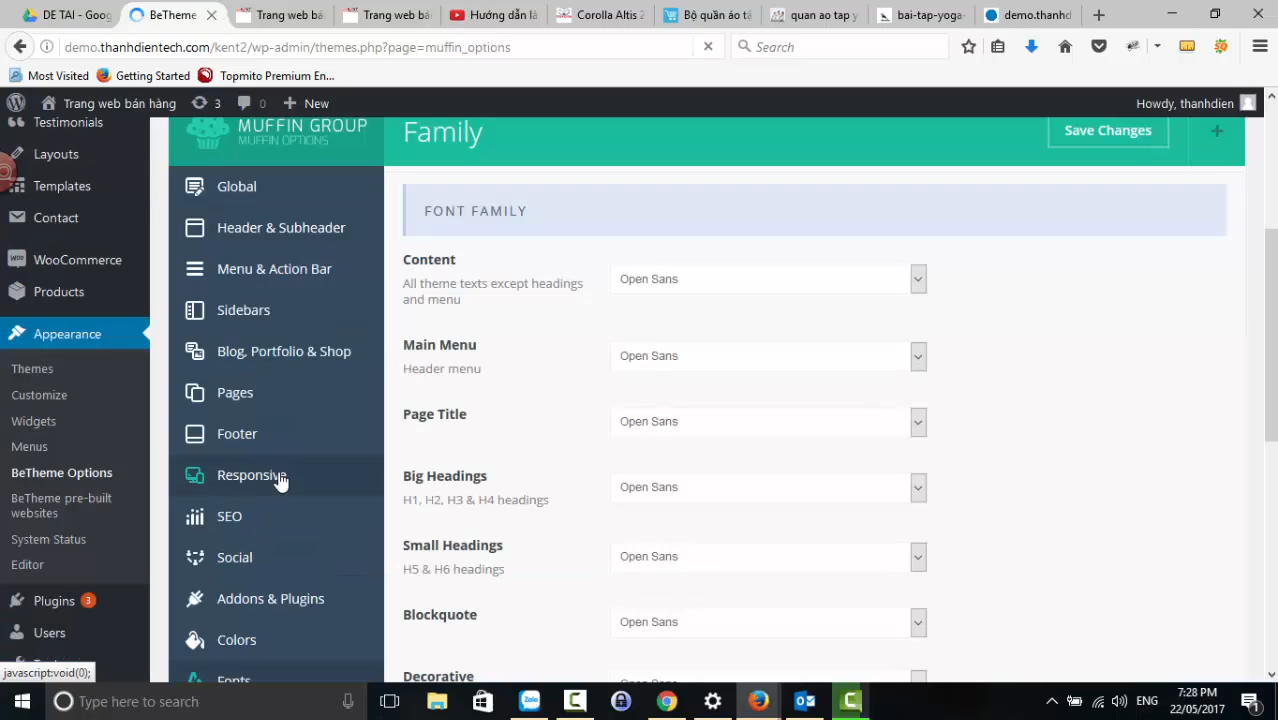 DE TAI - Goog
BeTheme
Trang web bán
Trang web bán
Hướng dẫn là
Corolla Altis 2
Bộ quần áo tá
quan ao tap y
bai-tap-yoga-
demo.thanhd
demo.thanhdientech.com/kent2/wp-admin/themes.php?page=muffin_options
Search
Most Visited
Getting Started
Topmito Premium En...
Trang web bán hàng
3
0
New
Howdy, thanhdien
Testimonials
Layouts
Templates
Contact
WooCommerce
Products
Appearance
Themes
Customize
Widgets
Menus
BeTheme Options
BeTheme pre-built
websites
System Status
Editor
Plugins 3
Users
javascript:void(0);
MUFFIN GROUP
MUFFIN OPTIONS
Global
Header & Subheader
Menu & Action Bar
Sidebars
Blog, Portfolio & Shop
Pages
Footer
Responsive
SEO
Social
Addons & Plugins
Colors
Fonts
Family
Save Changes
FONT FAMILY
Content
All theme texts except headings
and menu
Open Sans
Main Menu
Header menu
Open Sans
Page Title
Open Sans
Big Headings
H1, H2, H3 & H4 headings
Open Sans
Small Headings
H5 & H6 headings
Open Sans
Blockquote
Open Sans
Decorative
Type here to search
Zalo
ENG
7:28 PM
22/05/2017
1